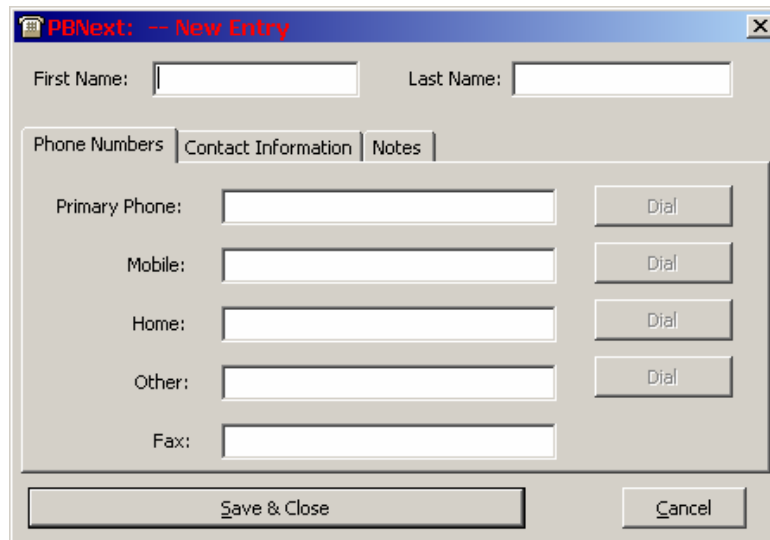 PBNext: -- New Entry
First Name: Last Name:
Phone Numbers Contact Information Notes
Primary Phone: Dial
Mobile: Dial
Home: Dial
Other: Dial
Fax:
Save & Close Cancel